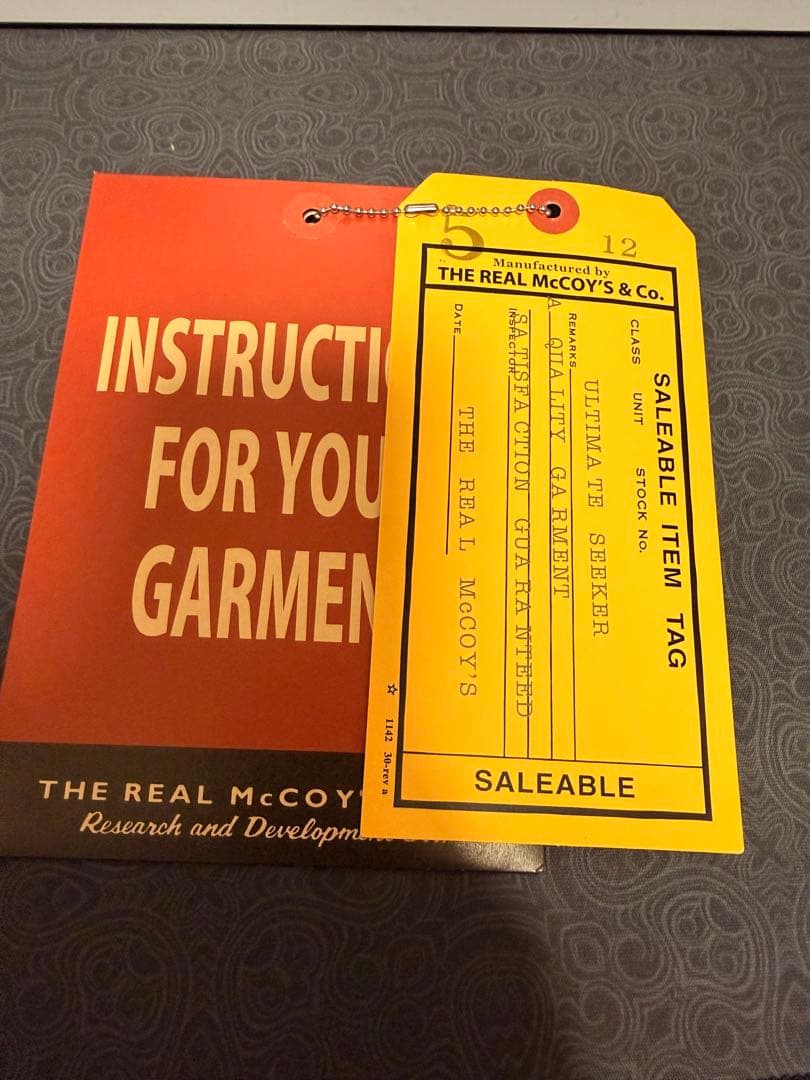 INSTRUCTI
FOR YOU
GARMEN
THE REAL McCOY'
Research and Developm
5
12
Manufactured by
THE REAL McCOY'S & Co.
SALEABLE ITEM TAG
CLASS UNIT STOCK No.
ULTIMATE SEEKER
REMARKS
A QUALITY GARMENT
SATISFACTION GUARANTEED
INSPECTOR
THE REAL McCOY'S
DATE
☆ 1142 30-rev a
SALEABLE